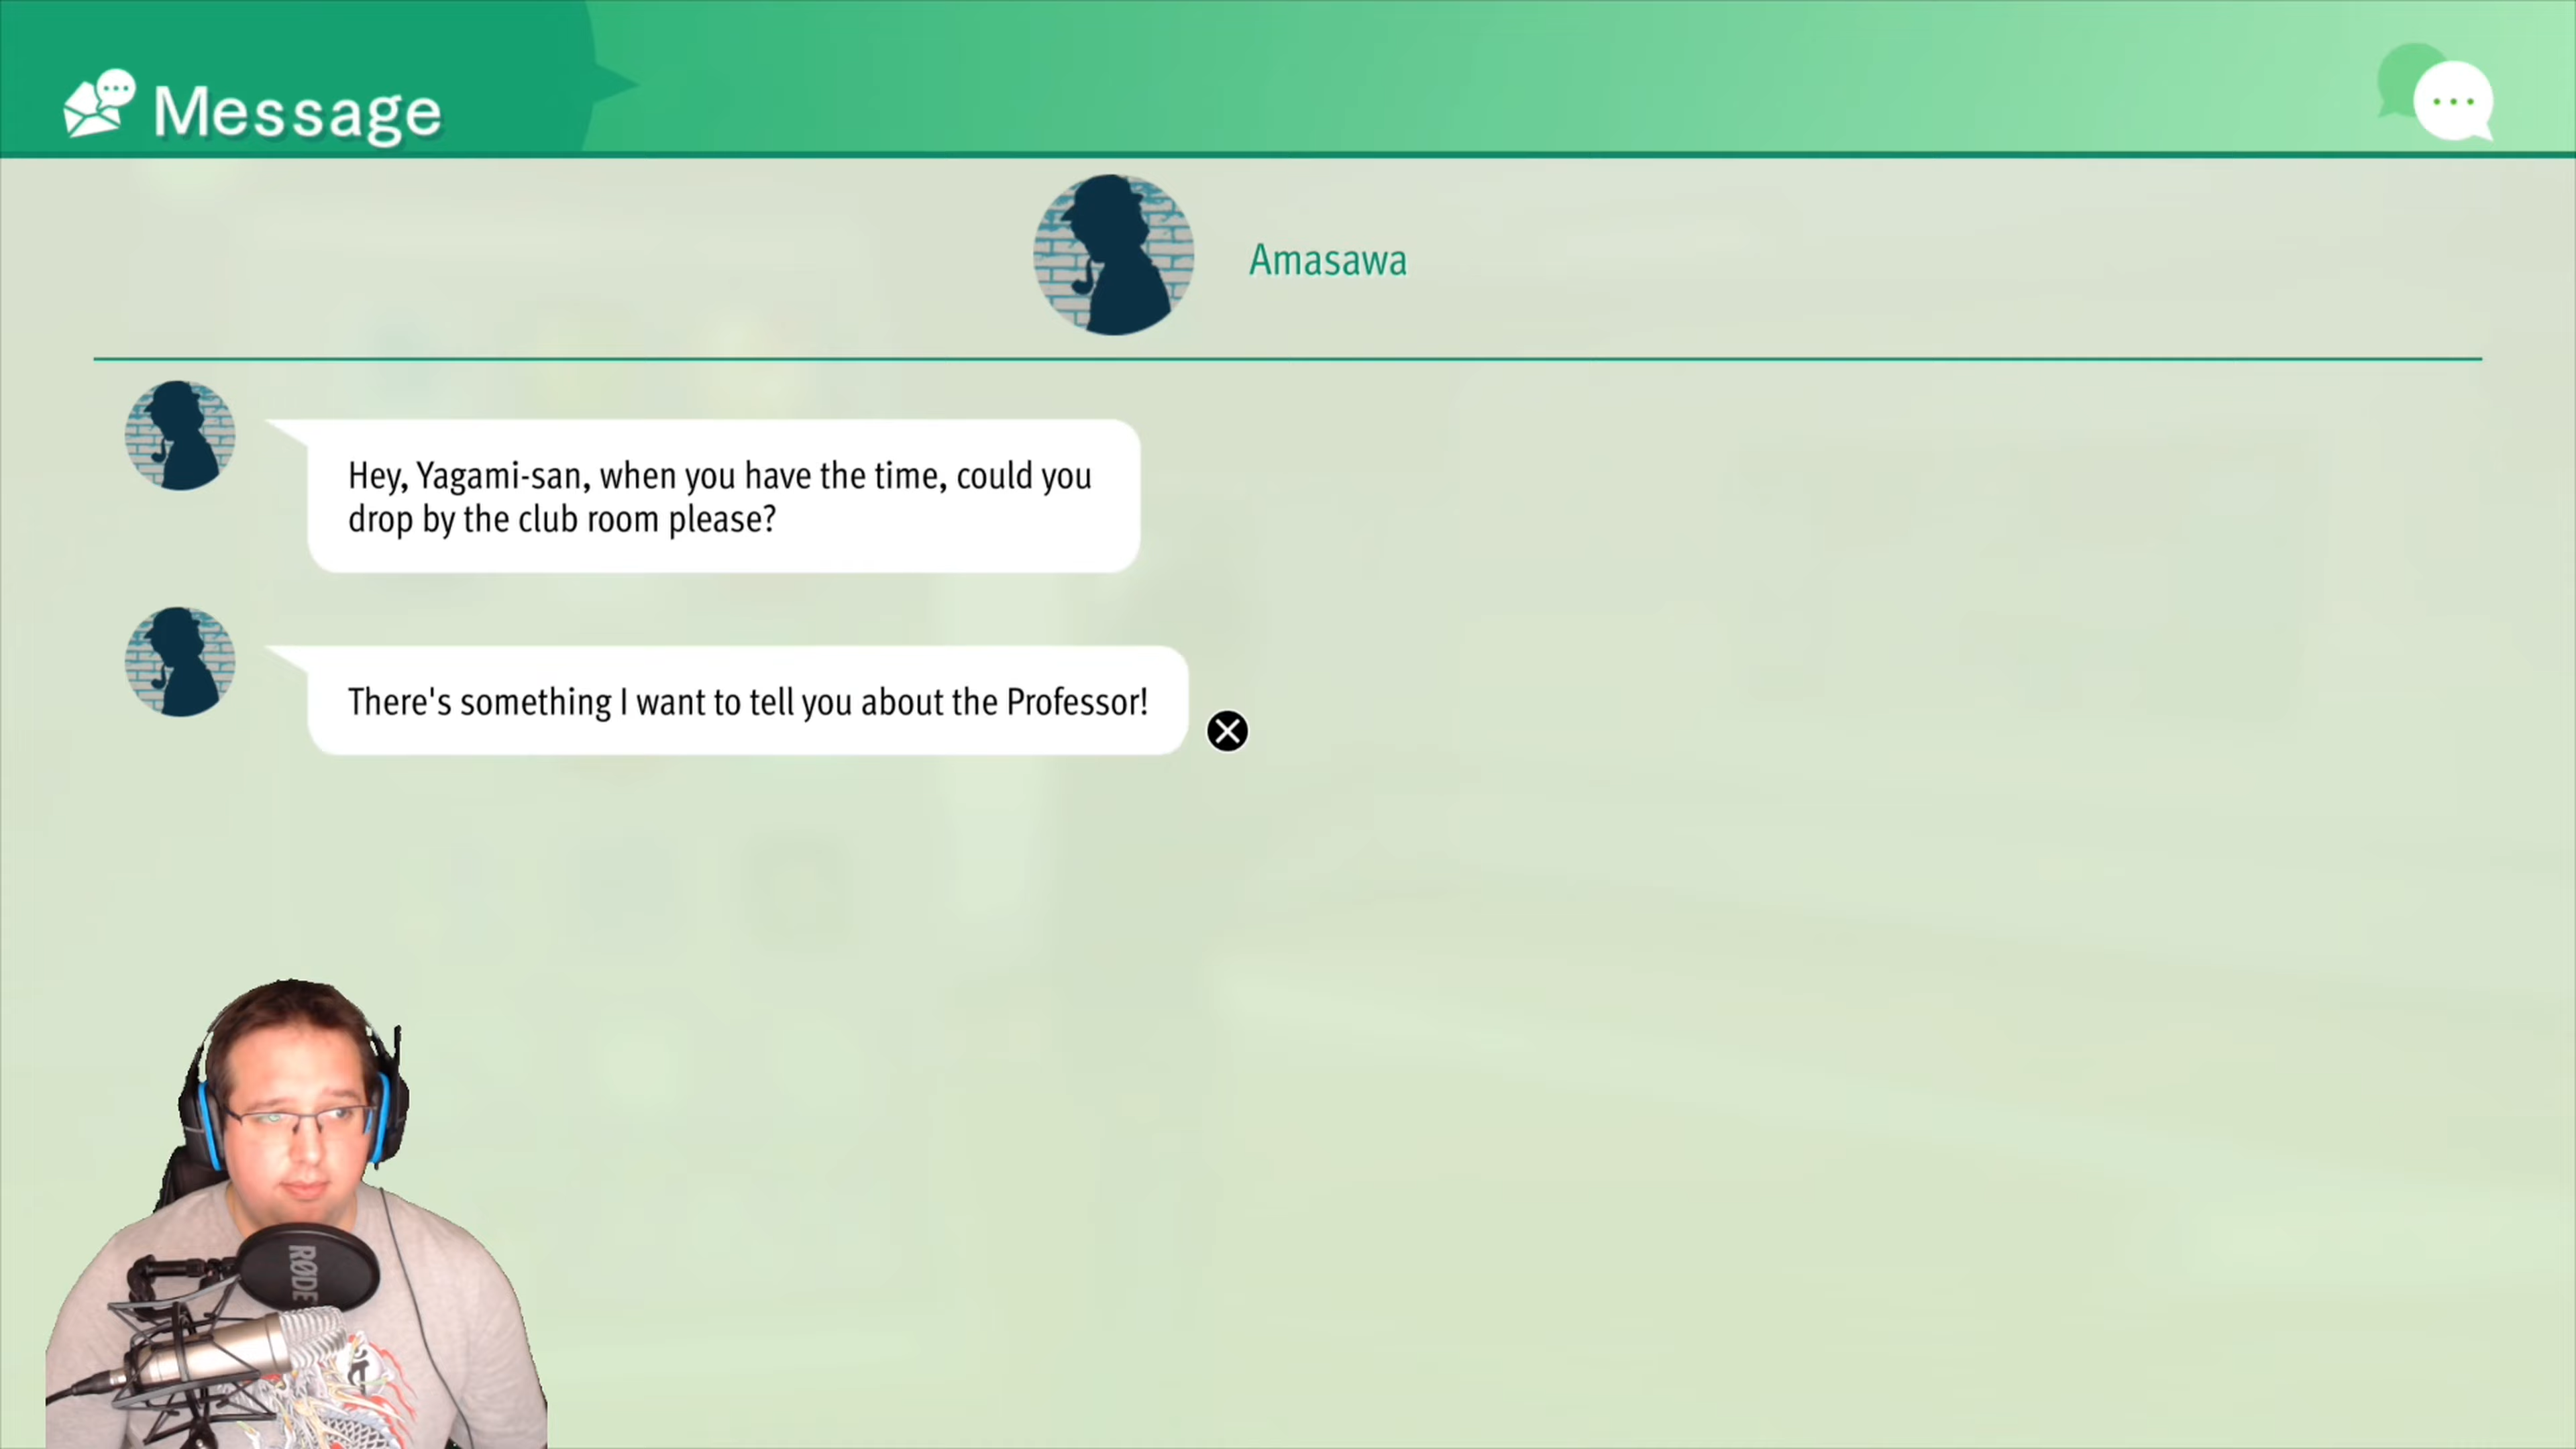 Message
Amasawa
Hey, Yagami-san, when you have the time, could you
drop by the club room please?
There's something I want to tell you about the Professor!
RØDE